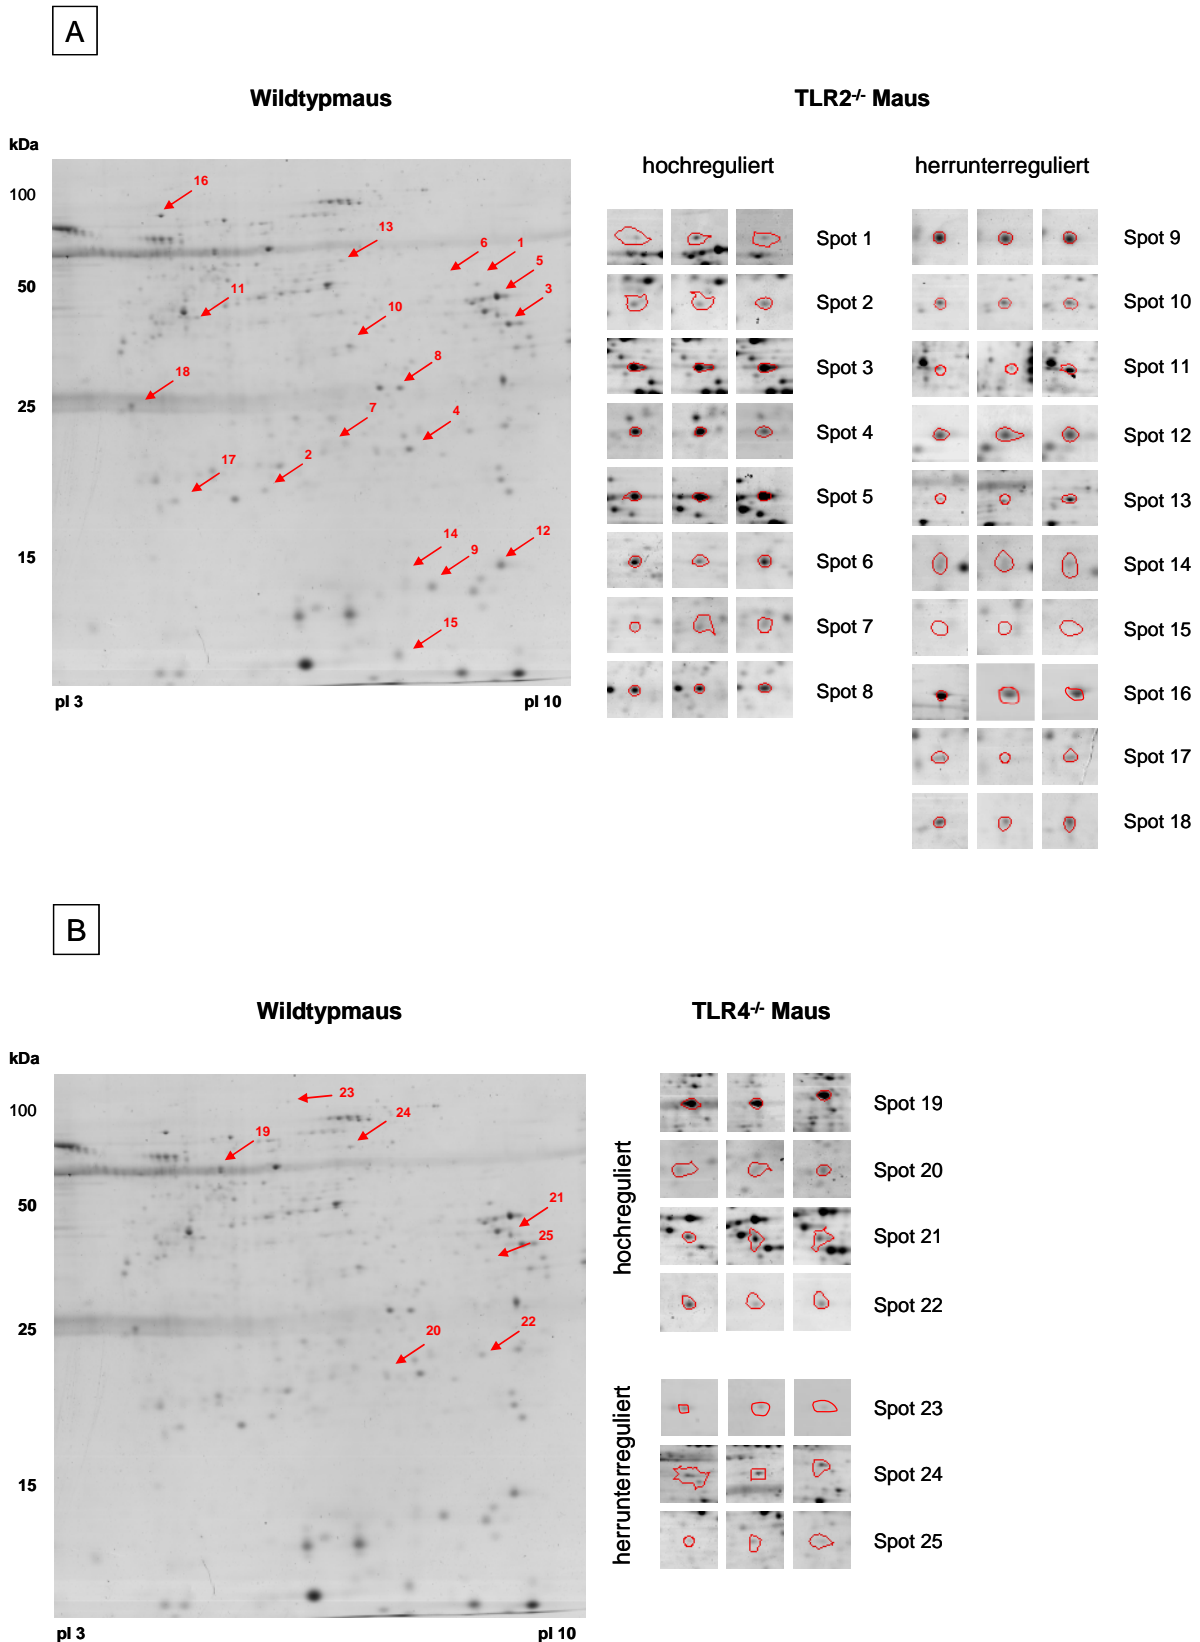 A
Wildtypmaus
TLR2-/- Maus
kDa
hochreguliert
herrunterreguliert
100
50
25
15
16
13
6
1
5
3
11
10
8
18
7
4
17
2
14
9
12
15
pI 3
pI 10
Spot 1
Spot 2
Spot 3
Spot 4
Spot 5
Spot 6
Spot 7
Spot 8
Spot 9
Spot 10
Spot 11
Spot 12
Spot 13
Spot 14
Spot 15
Spot 16
Spot 17
Spot 18
B
Wildtypmaus
TLR4-/- Maus
kDa
100
50
25
15
23
24
19
21
25
20
22
pI 3
pI 10
hochreguliert
Spot 19
Spot 20
Spot 21
Spot 22
herrunterreguliert
Spot 23
Spot 24
Spot 25